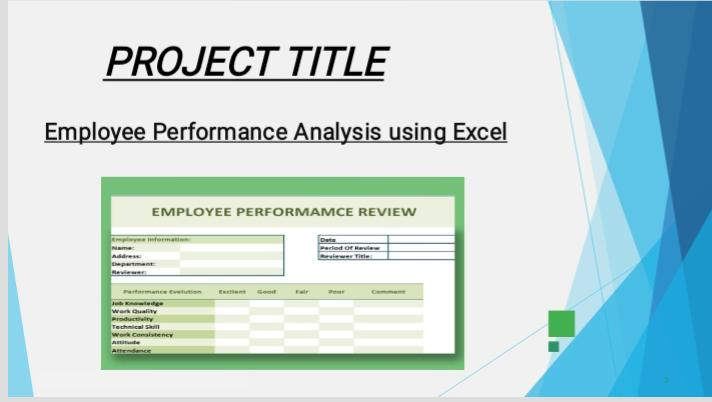 PROJECT TITLE
Employee Performance Analysis using Excel
EMPLOYEE PERFORMAMCE REVIEW
Employee Information:
Name:
Address:
Department:
Reviewer:
Date
Period Of Review
Reviewer Title:
Performance Evelution Exellent Good Fair Poor Comment
Job Knowledge
Work Quality
Productivity
Technical Skill
Work Consistency
Attitude
Attendance